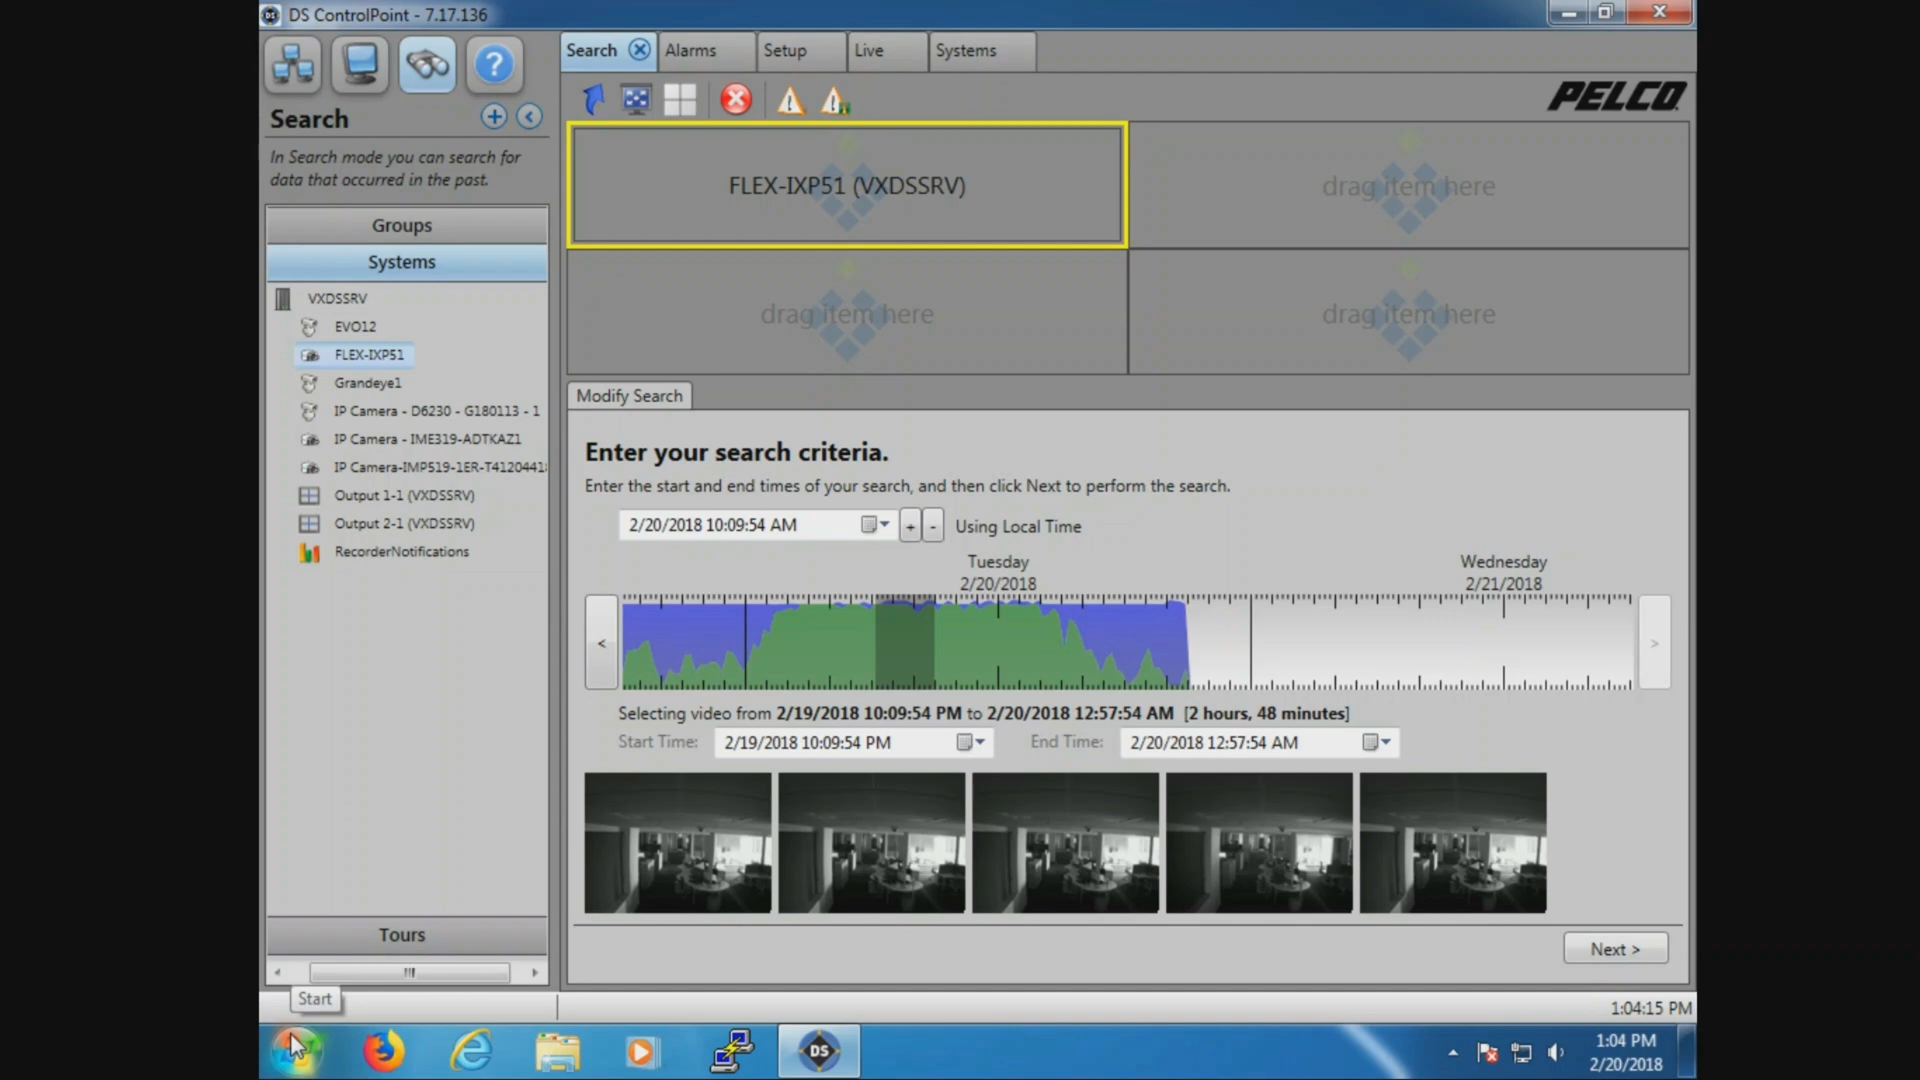 DS ControlPoint - 7.17.136
Search
Alarms
Setup
Live
Systems
PELCO
Search
In Search mode you can search for
data that occurred in the past.
Groups
Systems
VXDSSRV
EVO12
FLEX-IXP51
Grandeye1
IP Camera - D6230 - G180113 - 1
IP Camera - IME319-ADTKAZ1
IP Camera-IMP519-1ER-T4120441
Output 1-1 (VXDSSRV)
Output 2-1 (VXDSSRV)
RecorderNotifications
Tours
Start
FLEX-IXP51 (VXDSSRV)
drag item here
drag item here
drag item here
Modify Search
Enter your search criteria.
Enter the start and end times of your search, and then click Next to perform the search.
2/20/2018 10:09:54 AM
+
-
Using Local Time
Tuesday
2/20/2018
Wednesday
2/21/2018
<
>
Selecting video from 2/19/2018 10:09:54 PM to 2/20/2018 12:57:54 AM [2 hours, 48 minutes]
Start Time: 2/19/2018 10:09:54 PM
End Time: 2/20/2018 12:57:54 AM
Next >
1:04:15 PM
DS
1:04 PM
2/20/2018